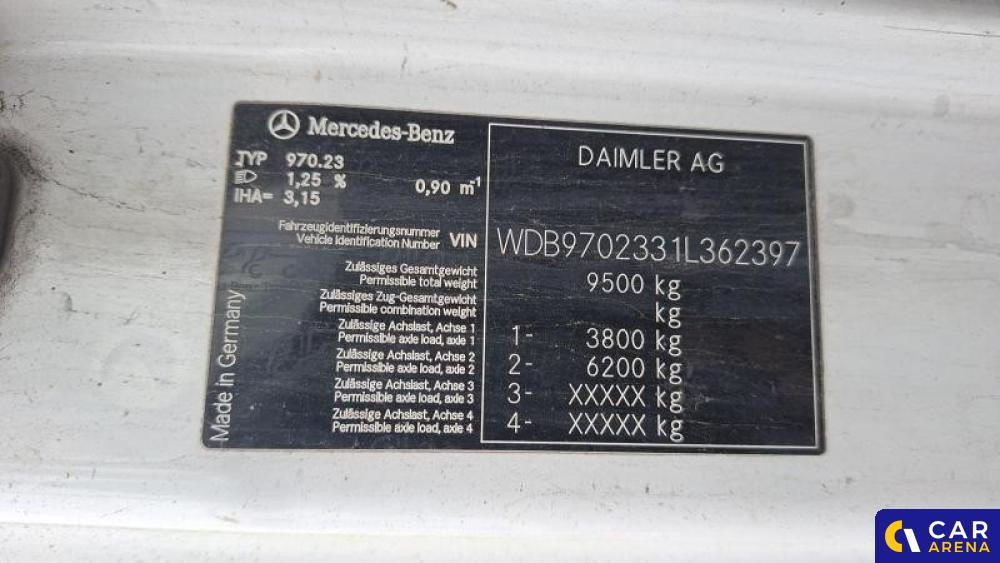 Mercedes-Benz
DAIMLER AG
TYP 970.23
1,25 % 0,90 m-1
IHA= 3,15
Fahrzeugidentifizierungsnummer
Vehicle Identification Number VIN WDB9702331L362397
Zulässiges Gesamtgewicht
Permissible total weight 9500 kg
Zulässiges Zug-Gesamtgewicht
Permissible combination weight kg
Zulässige Achslast, Achse 1
Permissible axle load, axle 1 1- 3800 kg
Zulässige Achslast, Achse 2
Permissible axle load, axle 2 2- 6200 kg
Zulässige Achslast, Achse 3
Permissible axle load, axle 3 3- XXXXX kg
Zulässige Achslast, Achse 4
Permissible axle load, axle 4 4- XXXXX kg
Made in Germany
CAR
ARENA